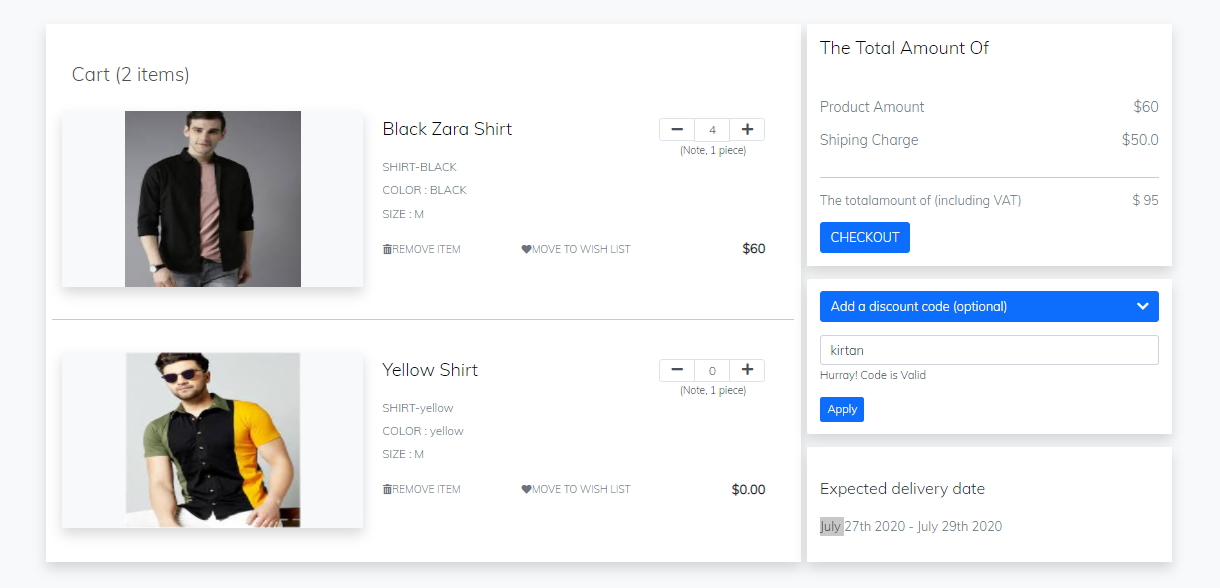 Cart (2 items)
Black Zara Shirt
4
(Note, 1 piece)
SHIRT-BLACK
COLOR : BLACK
SIZE : M
REMOVE ITEM
MOVE TO WISH LIST
$60
Yellow Shirt
0
(Note, 1 piece)
SHIRT-yellow
COLOR : yellow
SIZE : M
REMOVE ITEM
MOVE TO WISH LIST
$0.00
The Total Amount Of
Product Amount $60
Shiping Charge $50.0
The totalamount of (including VAT) $ 95
CHECKOUT
Add a discount code (optional)
kirtan
Hurray! Code is Valid
Apply
Expected delivery date
July 27th 2020 - July 29th 2020